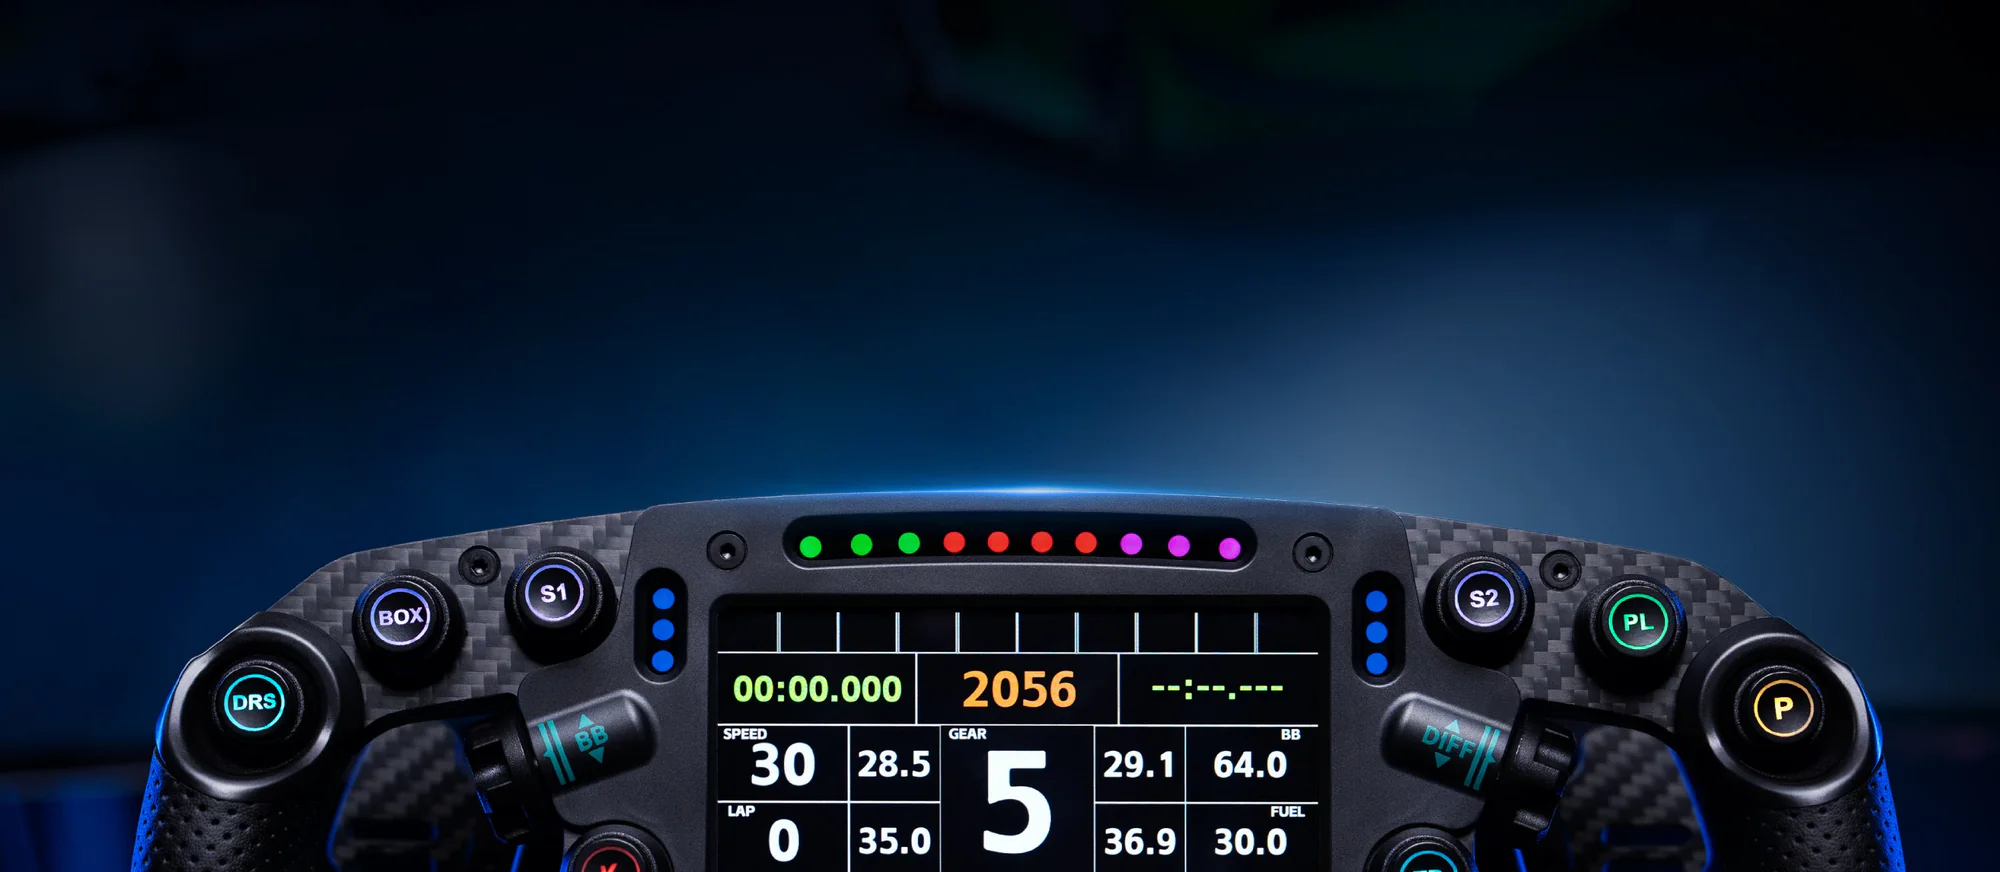 S1
S2
BOX
PL
DRS
P
BB
DIFF
00:00.000
2056
--:--.---
SPEED
30
28.5
GEAR
5
29.1
BB
64.0
LAP
0
35.0
36.9
FUEL
30.0